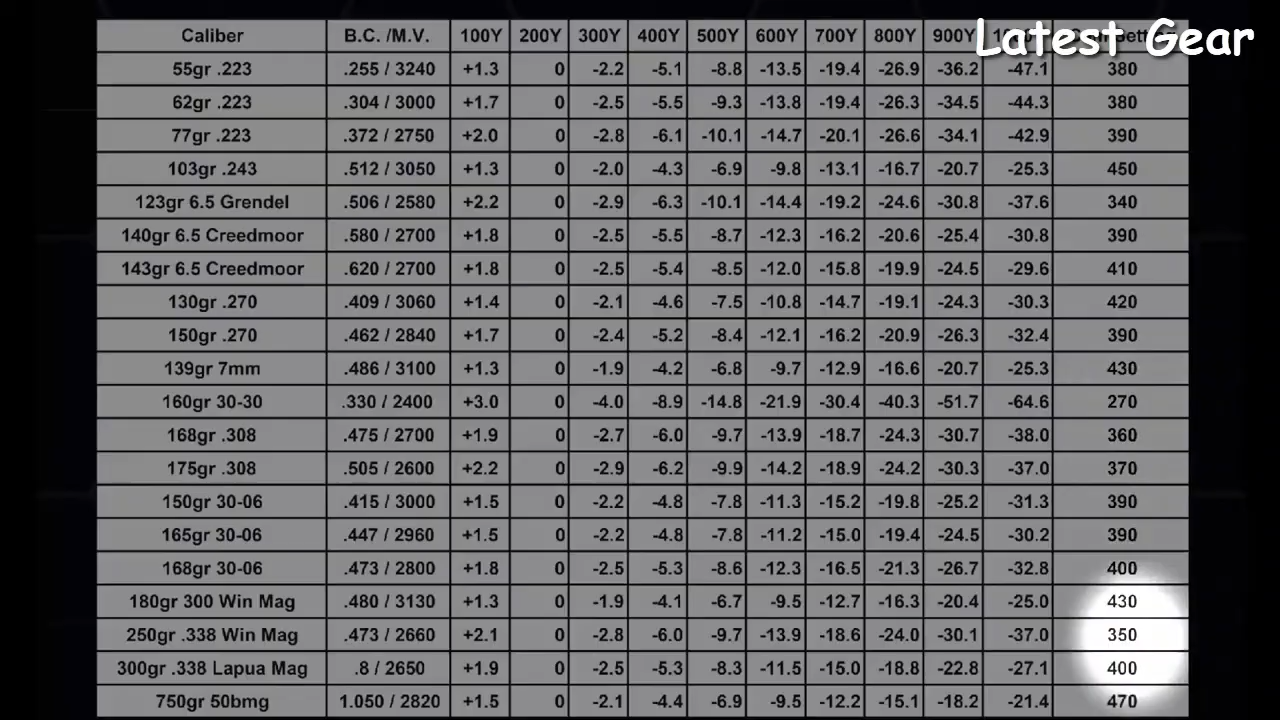 Latest Gear
Caliber B.C. /M.V. 100Y 200Y 300Y 400Y 500Y 600Y 700Y 800Y 900Y
55gr .223 .255 / 3240 +1.3 0 -2.2 -5.1 -8.8 -13.5 -19.4 -26.9 -36.2 -47.1 380
62gr .223 .304 / 3000 +1.7 0 -2.5 -5.5 -9.3 -13.8 -19.4 -26.3 -34.5 -44.3 380
77gr .223 .372 / 2750 +2.0 0 -2.8 -6.1 -10.1 -14.7 -20.1 -26.6 -34.1 -42.9 390
103gr .243 .512 / 3050 +1.3 0 -2.0 -4.3 -6.9 -9.8 -13.1 -16.7 -20.7 -25.3 450
123gr 6.5 Grendel .506 / 2580 +2.2 0 -2.9 -6.3 -10.1 -14.4 -19.2 -24.6 -30.8 -37.6 340
140gr 6.5 Creedmoor .580 / 2700 +1.8 0 -2.5 -5.5 -8.7 -12.3 -16.2 -20.6 -25.4 -30.8 390
143gr 6.5 Creedmoor .620 / 2700 +1.8 0 -2.5 -5.4 -8.5 -12.0 -15.8 -19.9 -24.5 -29.6 410
130gr .270 .409 / 3060 +1.4 0 -2.1 -4.6 -7.5 -10.8 -14.7 -19.1 -24.3 -30.3 420
150gr .270 .462 / 2840 +1.7 0 -2.4 -5.2 -8.4 -12.1 -16.2 -20.9 -26.3 -32.4 390
139gr 7mm .486 / 3100 +1.3 0 -1.9 -4.2 -6.8 -9.7 -12.9 -16.6 -20.7 -25.3 430
160gr 30-30 .330 / 2400 +3.0 0 -4.0 -8.9 -14.8 -21.9 -30.4 -40.3 -51.7 -64.6 270
168gr .308 .475 / 2700 +1.9 0 -2.7 -6.0 -9.7 -13.9 -18.7 -24.3 -30.7 -38.0 360
175gr .308 .505 / 2600 +2.2 0 -2.9 -6.2 -9.9 -14.2 -18.9 -24.2 -30.3 -37.0 370
150gr 30-06 .415 / 3000 +1.5 0 -2.2 -4.8 -7.8 -11.3 -15.2 -19.8 -25.2 -31.3 390
165gr 30-06 .447 / 2960 +1.5 0 -2.2 -4.8 -7.8 -11.2 -15.0 -19.4 -24.5 -30.2 390
168gr 30-06 .473 / 2800 +1.8 0 -2.5 -5.3 -8.6 -12.3 -16.5 -21.3 -26.7 -32.8 400
180gr 300 Win Mag .480 / 3130 +1.3 0 -1.9 -4.1 -6.7 -9.5 -12.7 -16.3 -20.4 -25.0 430
250gr .338 Win Mag .473 / 2660 +2.1 0 -2.8 -6.0 -9.7 -13.9 -18.6 -24.0 -30.1 -37.0 350
300gr .338 Lapua Mag .8 / 2650 +1.9 0 -2.5 -5.3 -8.3 -11.5 -15.0 -18.8 -22.8 -27.1 400
750gr 50bmg 1.050 / 2820 +1.5 0 -2.1 -4.4 -6.9 -9.5 -12.2 -15.1 -18.2 -21.4 470